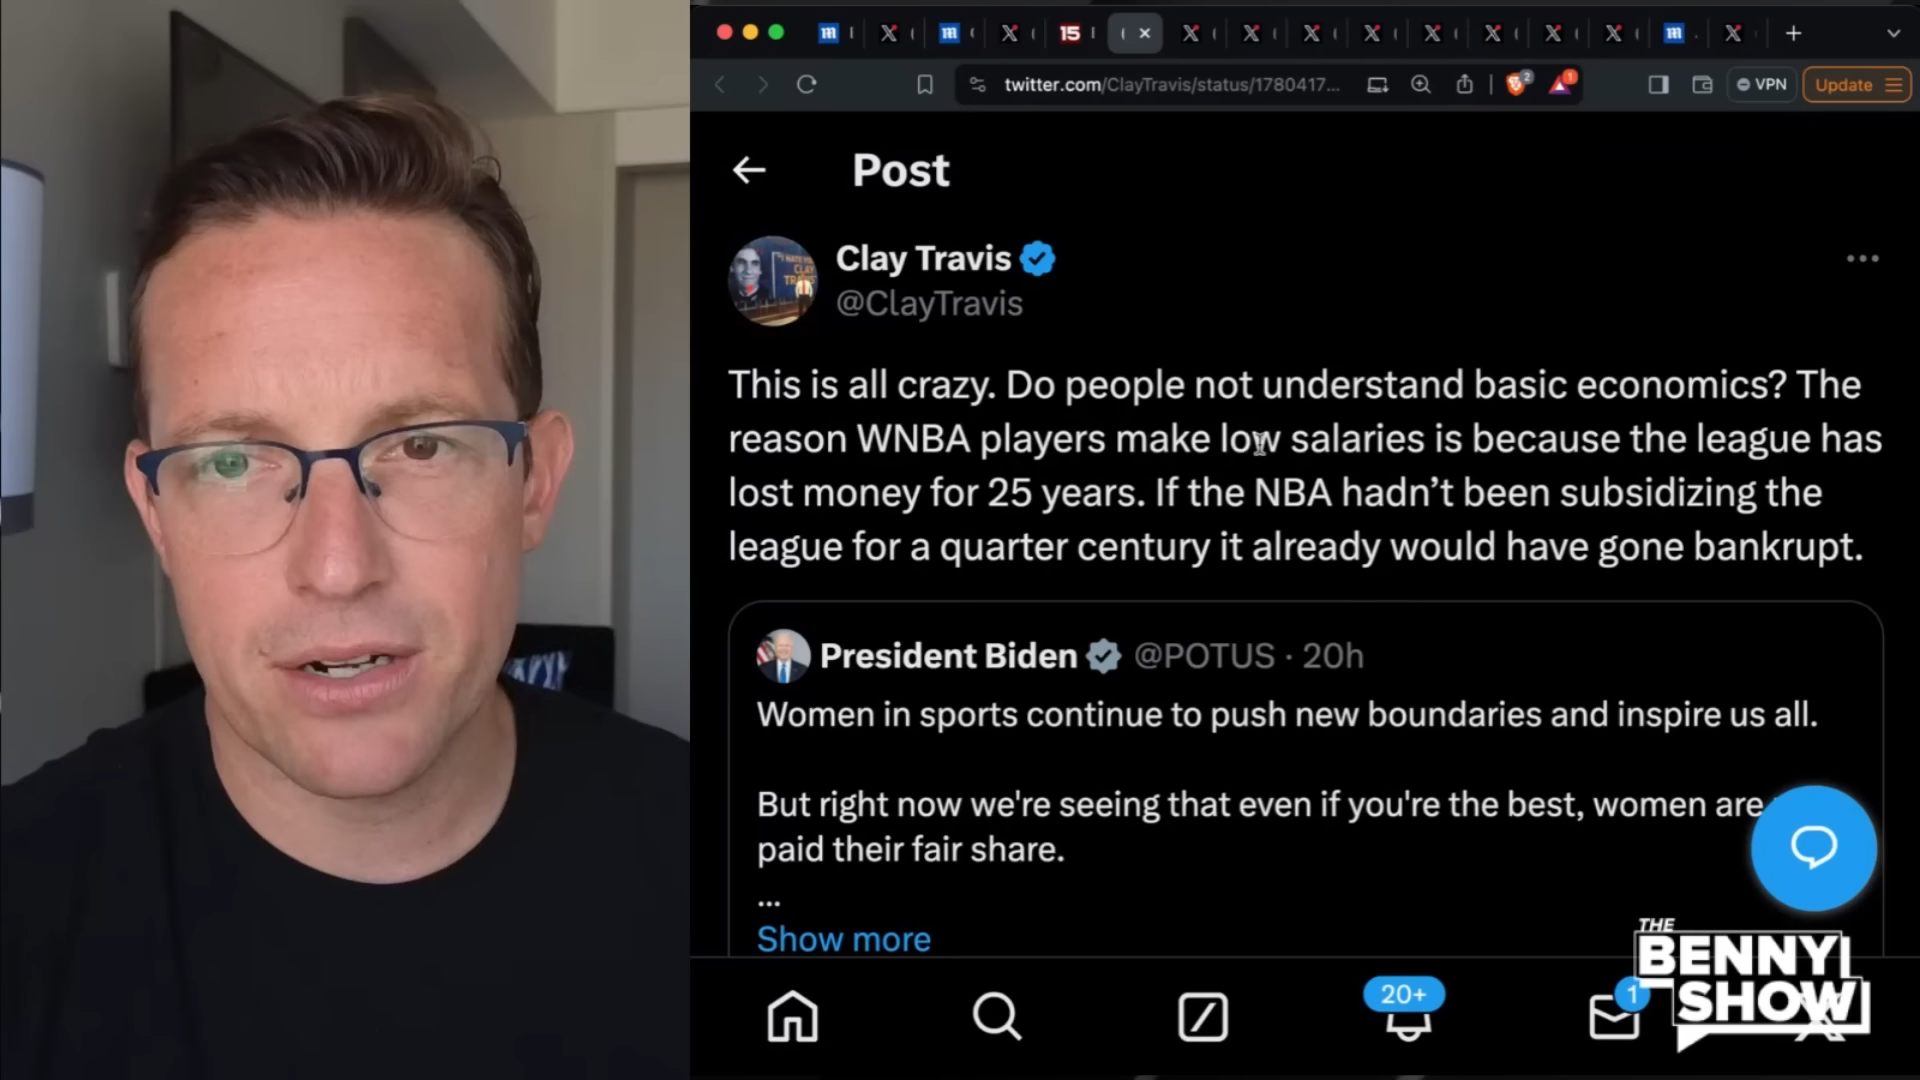 15
twitter.com/ClayTravis/status/1780417...
2
1
VPN
Update
Post
Clay Travis
@ClayTravis
This is all crazy. Do people not understand basic economics? The
reason WNBA players make low salaries is because the league has
lost money for 25 years. If the NBA hadn’t been subsidizing the
league for a quarter century it already would have gone bankrupt.
President Biden @POTUS · 20h
Women in sports continue to push new boundaries and inspire us all.
But right now we're seeing that even if you're the best, women are
paid their fair share.
...
Show more
20+
1
THE
BENNY
SHOW